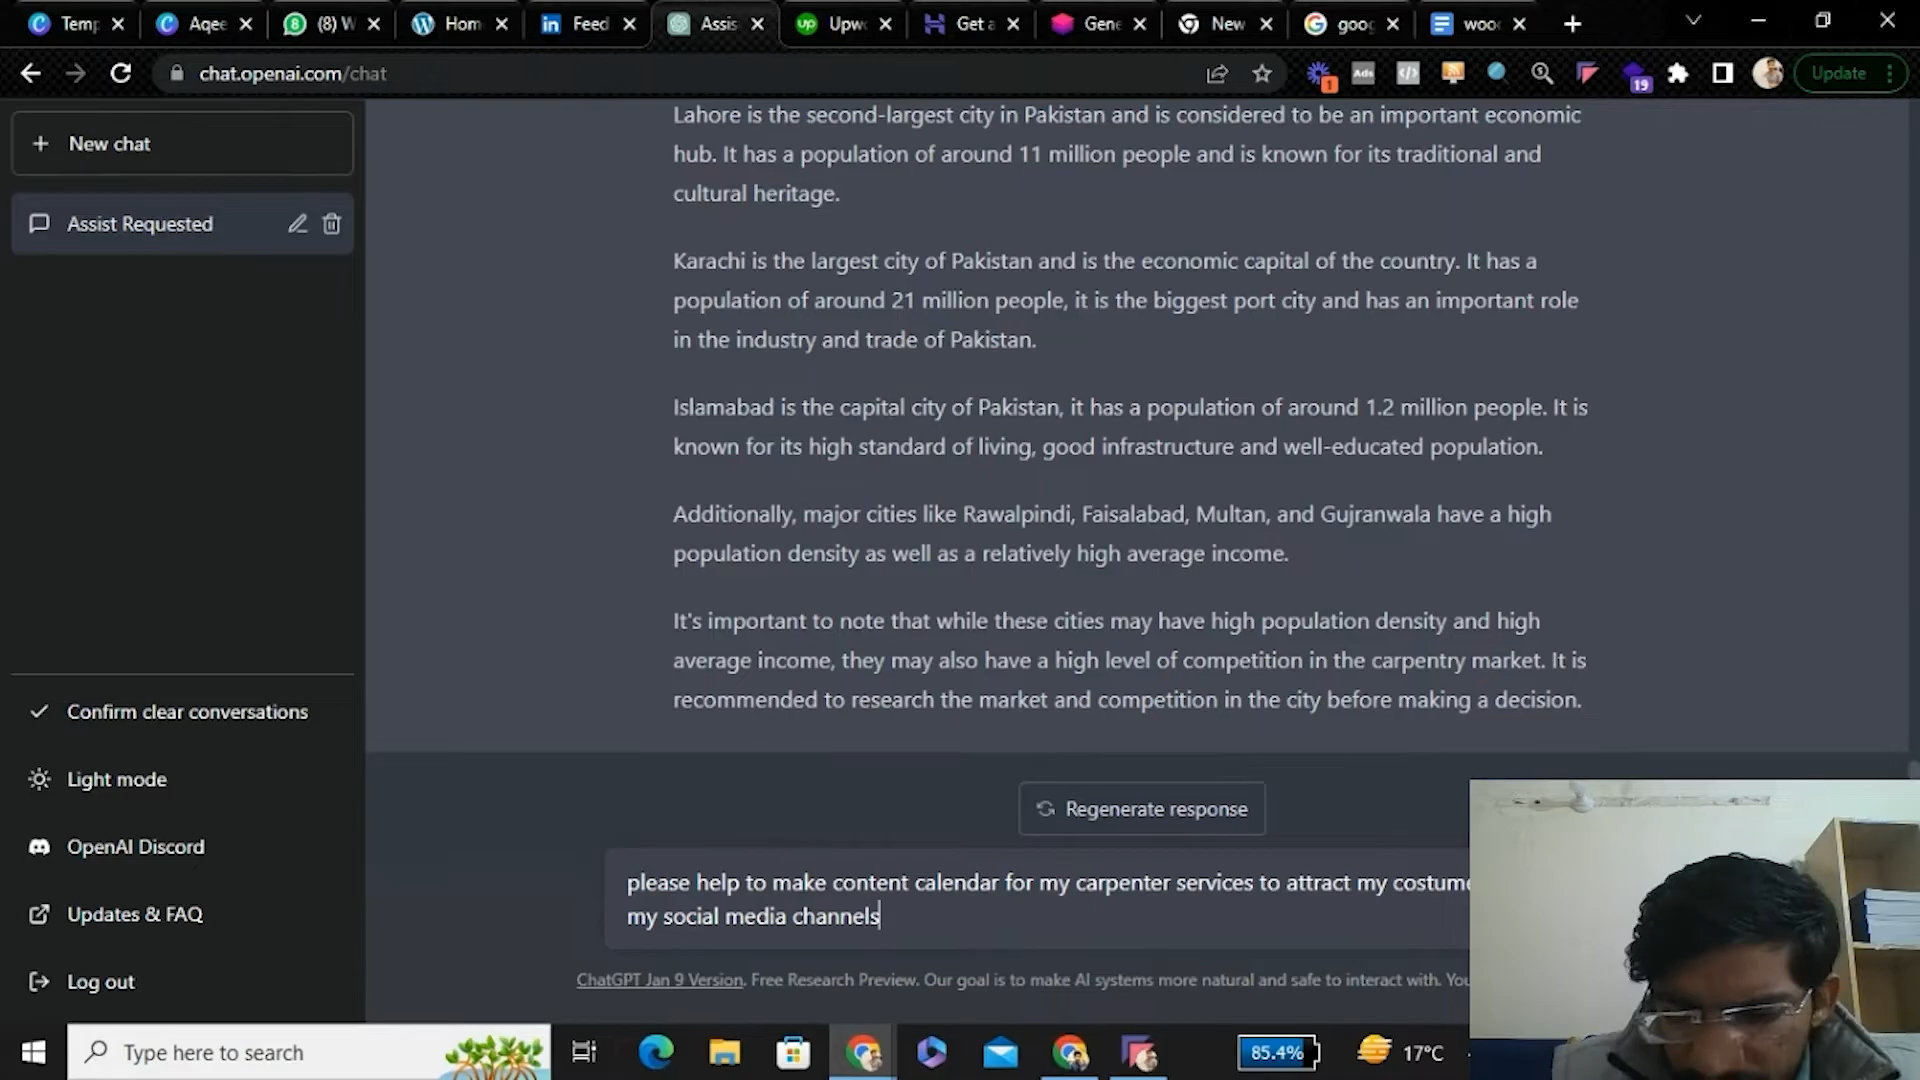 Temp
Aqee
(8) W
Hom
Feed
Assis
Upw
Get a
Gene
New
goog
wood
chat.openai.com/chat
1
Ads
19
Update
New chat
Assist Requested
Lahore is the second-largest city in Pakistan and is considered to be an important economic
hub. It has a population of around 11 million people and is known for its traditional and
cultural heritage.
Karachi is the largest city of Pakistan and is the economic capital of the country. It has a
population of around 21 million people, it is the biggest port city and has an important role
in the industry and trade of Pakistan.
Islamabad is the capital city of Pakistan, it has a population of around 1.2 million people. It is
known for its high standard of living, good infrastructure and well-educated population.
Additionally, major cities like Rawalpindi, Faisalabad, Multan, and Gujranwala have a high
population density as well as a relatively high average income.
It's important to note that while these cities may have high population density and high
average income, they may also have a high level of competition in the carpentry market. It is
recommended to research the market and competition in the city before making a decision.
Confirm clear conversations
Light mode
OpenAI Discord
Updates & FAQ
Log out
Regenerate response
please help to make content calendar for my carpenter services to attract my costume
my social media channels
ChatGPT Jan 9 Version. Free Research Preview. Our goal is to make AI systems more natural and safe to interact with. You
Type here to search
85.4%
17°C